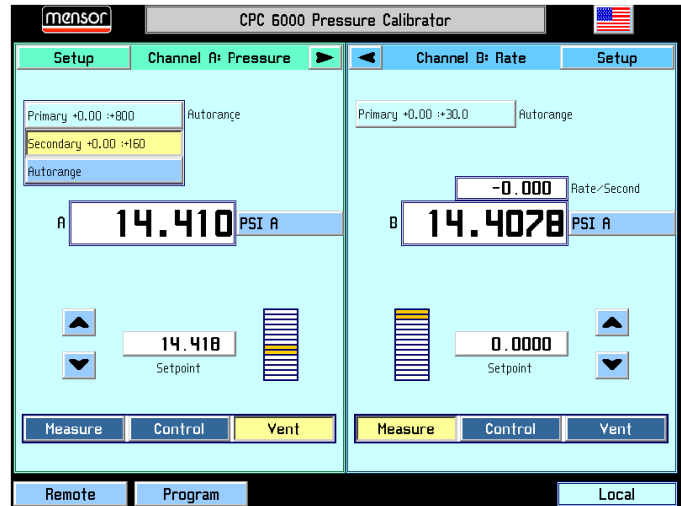 mensor
CPC 6000 Pressure Calibrator
Setup
Channel A: Pressure
Channel B: Rate
Setup
Primary +0.00 :+800
Autorange
Secondary +0.00 :+160
Autorange
Primary +0.00 :+30.0
Autorange
-0.000
Rate/Second
A
14.410
PSI A
B
14.4078
PSI A
14.418
Setpoint
0.0000
Setpoint
Measure
Control
Vent
Measure
Control
Vent
Remote
Program
Local